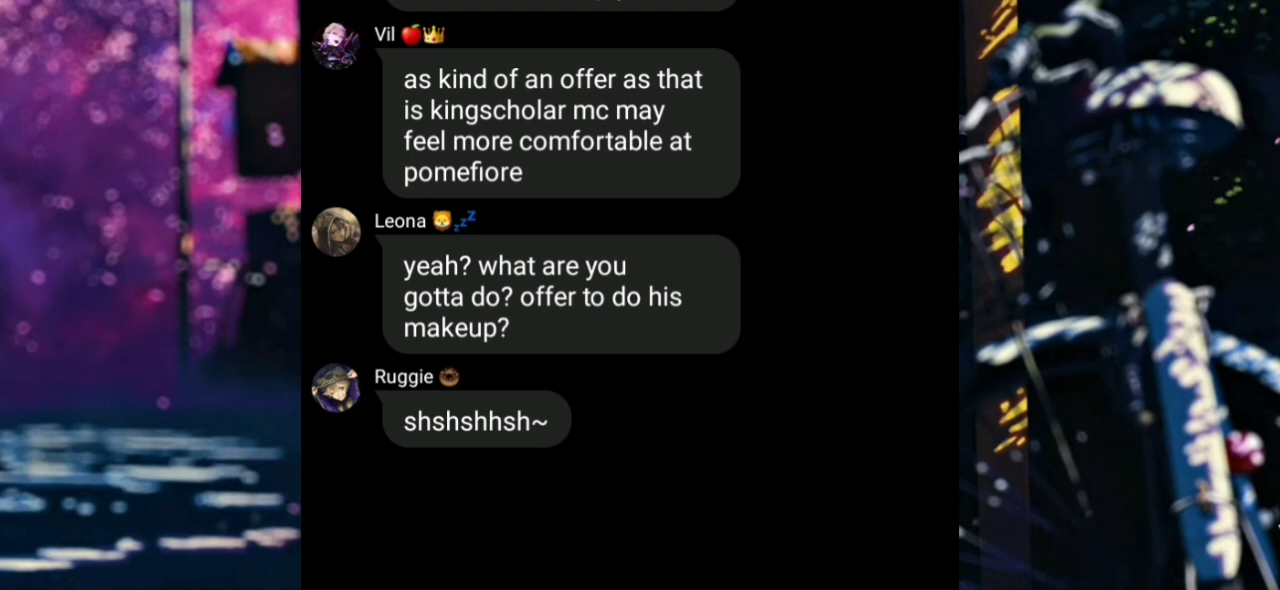 Vil 🍎👑
as kind of an offer as that
is kingscholar mc may
feel more comfortable at
pomefiore
Leona 🦁💤
yeah? what are you
gotta do? offer to do his
makeup?
Ruggie 🍩
shshshhsh~